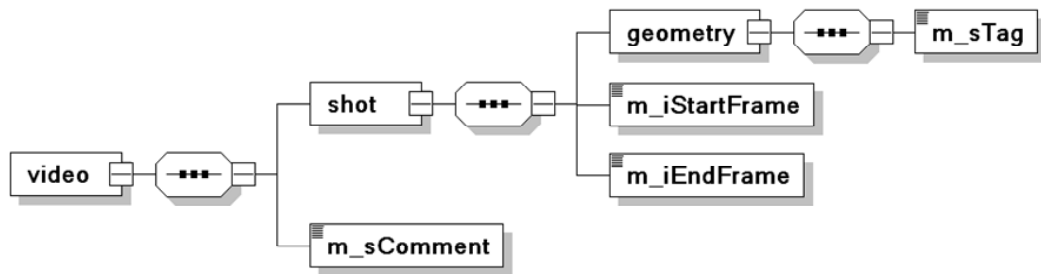 geometry
m_sTag
shot
m_iStartFrame
video
m_iEndFrame
m_sComment